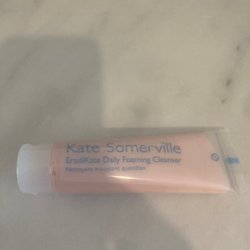 Kate Somerville
EradiKate Daily Foaming Cleanser
Nettoyant moussant quotidien